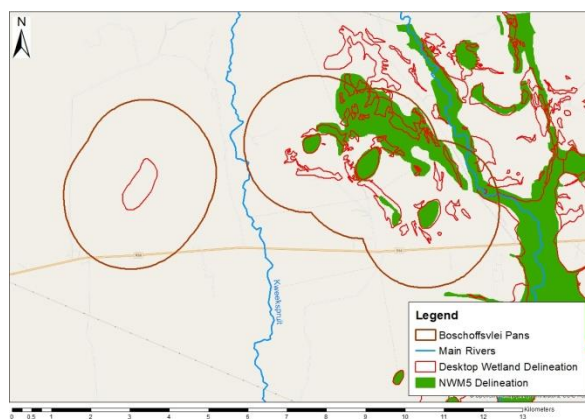 N
Kweekspruit
Legend
Boschoffsvlei Pans
Main Rivers
Desktop Wetland Delineation
NWM5 Delineation
0 0.5 1 2 3 4 5 6 7 8 9 10 11 12 13
Kilometers